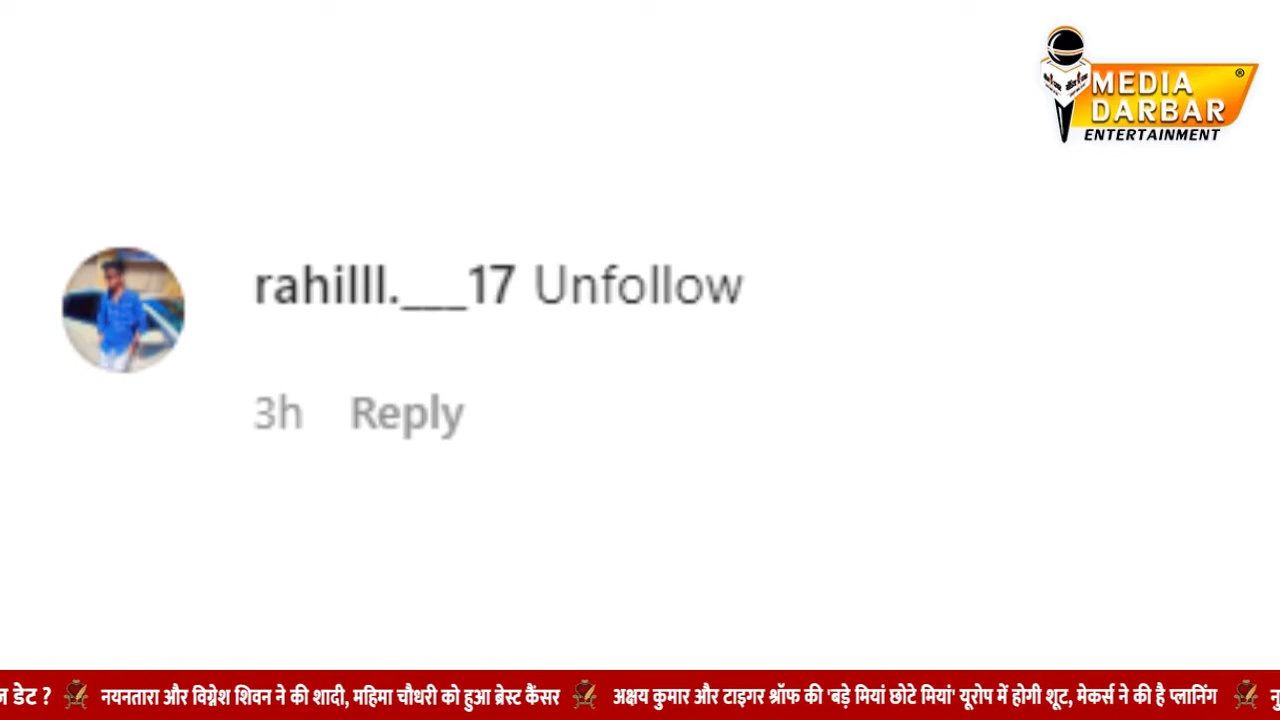 MEDIA
DARBAR
ENTERTAINMENT
rahilll.___17 Unfollow
3h Reply
डेट ? नयनतारा और विग्नेश शिवन ने की शादी, महिमा चौधरी को हुआ ब्रेस्ट कैंसर अक्षय कुमार और टाइगर श्रॉफ की 'बड़े मियां छोटे मियां' यूरोप में होगी शूट, मेकर्स ने की है प्लानिंग